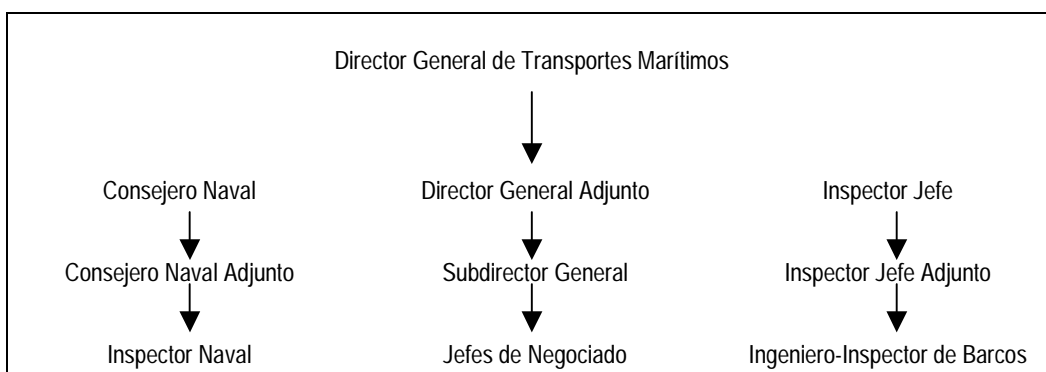 Director General de Transportes Marítimos
Consejero Naval Director General Adjunto Inspector Jefe
Consejero Naval Adjunto Subdirector General Inspector Jefe Adjunto
Inspector Naval Jefes de Negociado Ingeniero-Inspector de Barcos